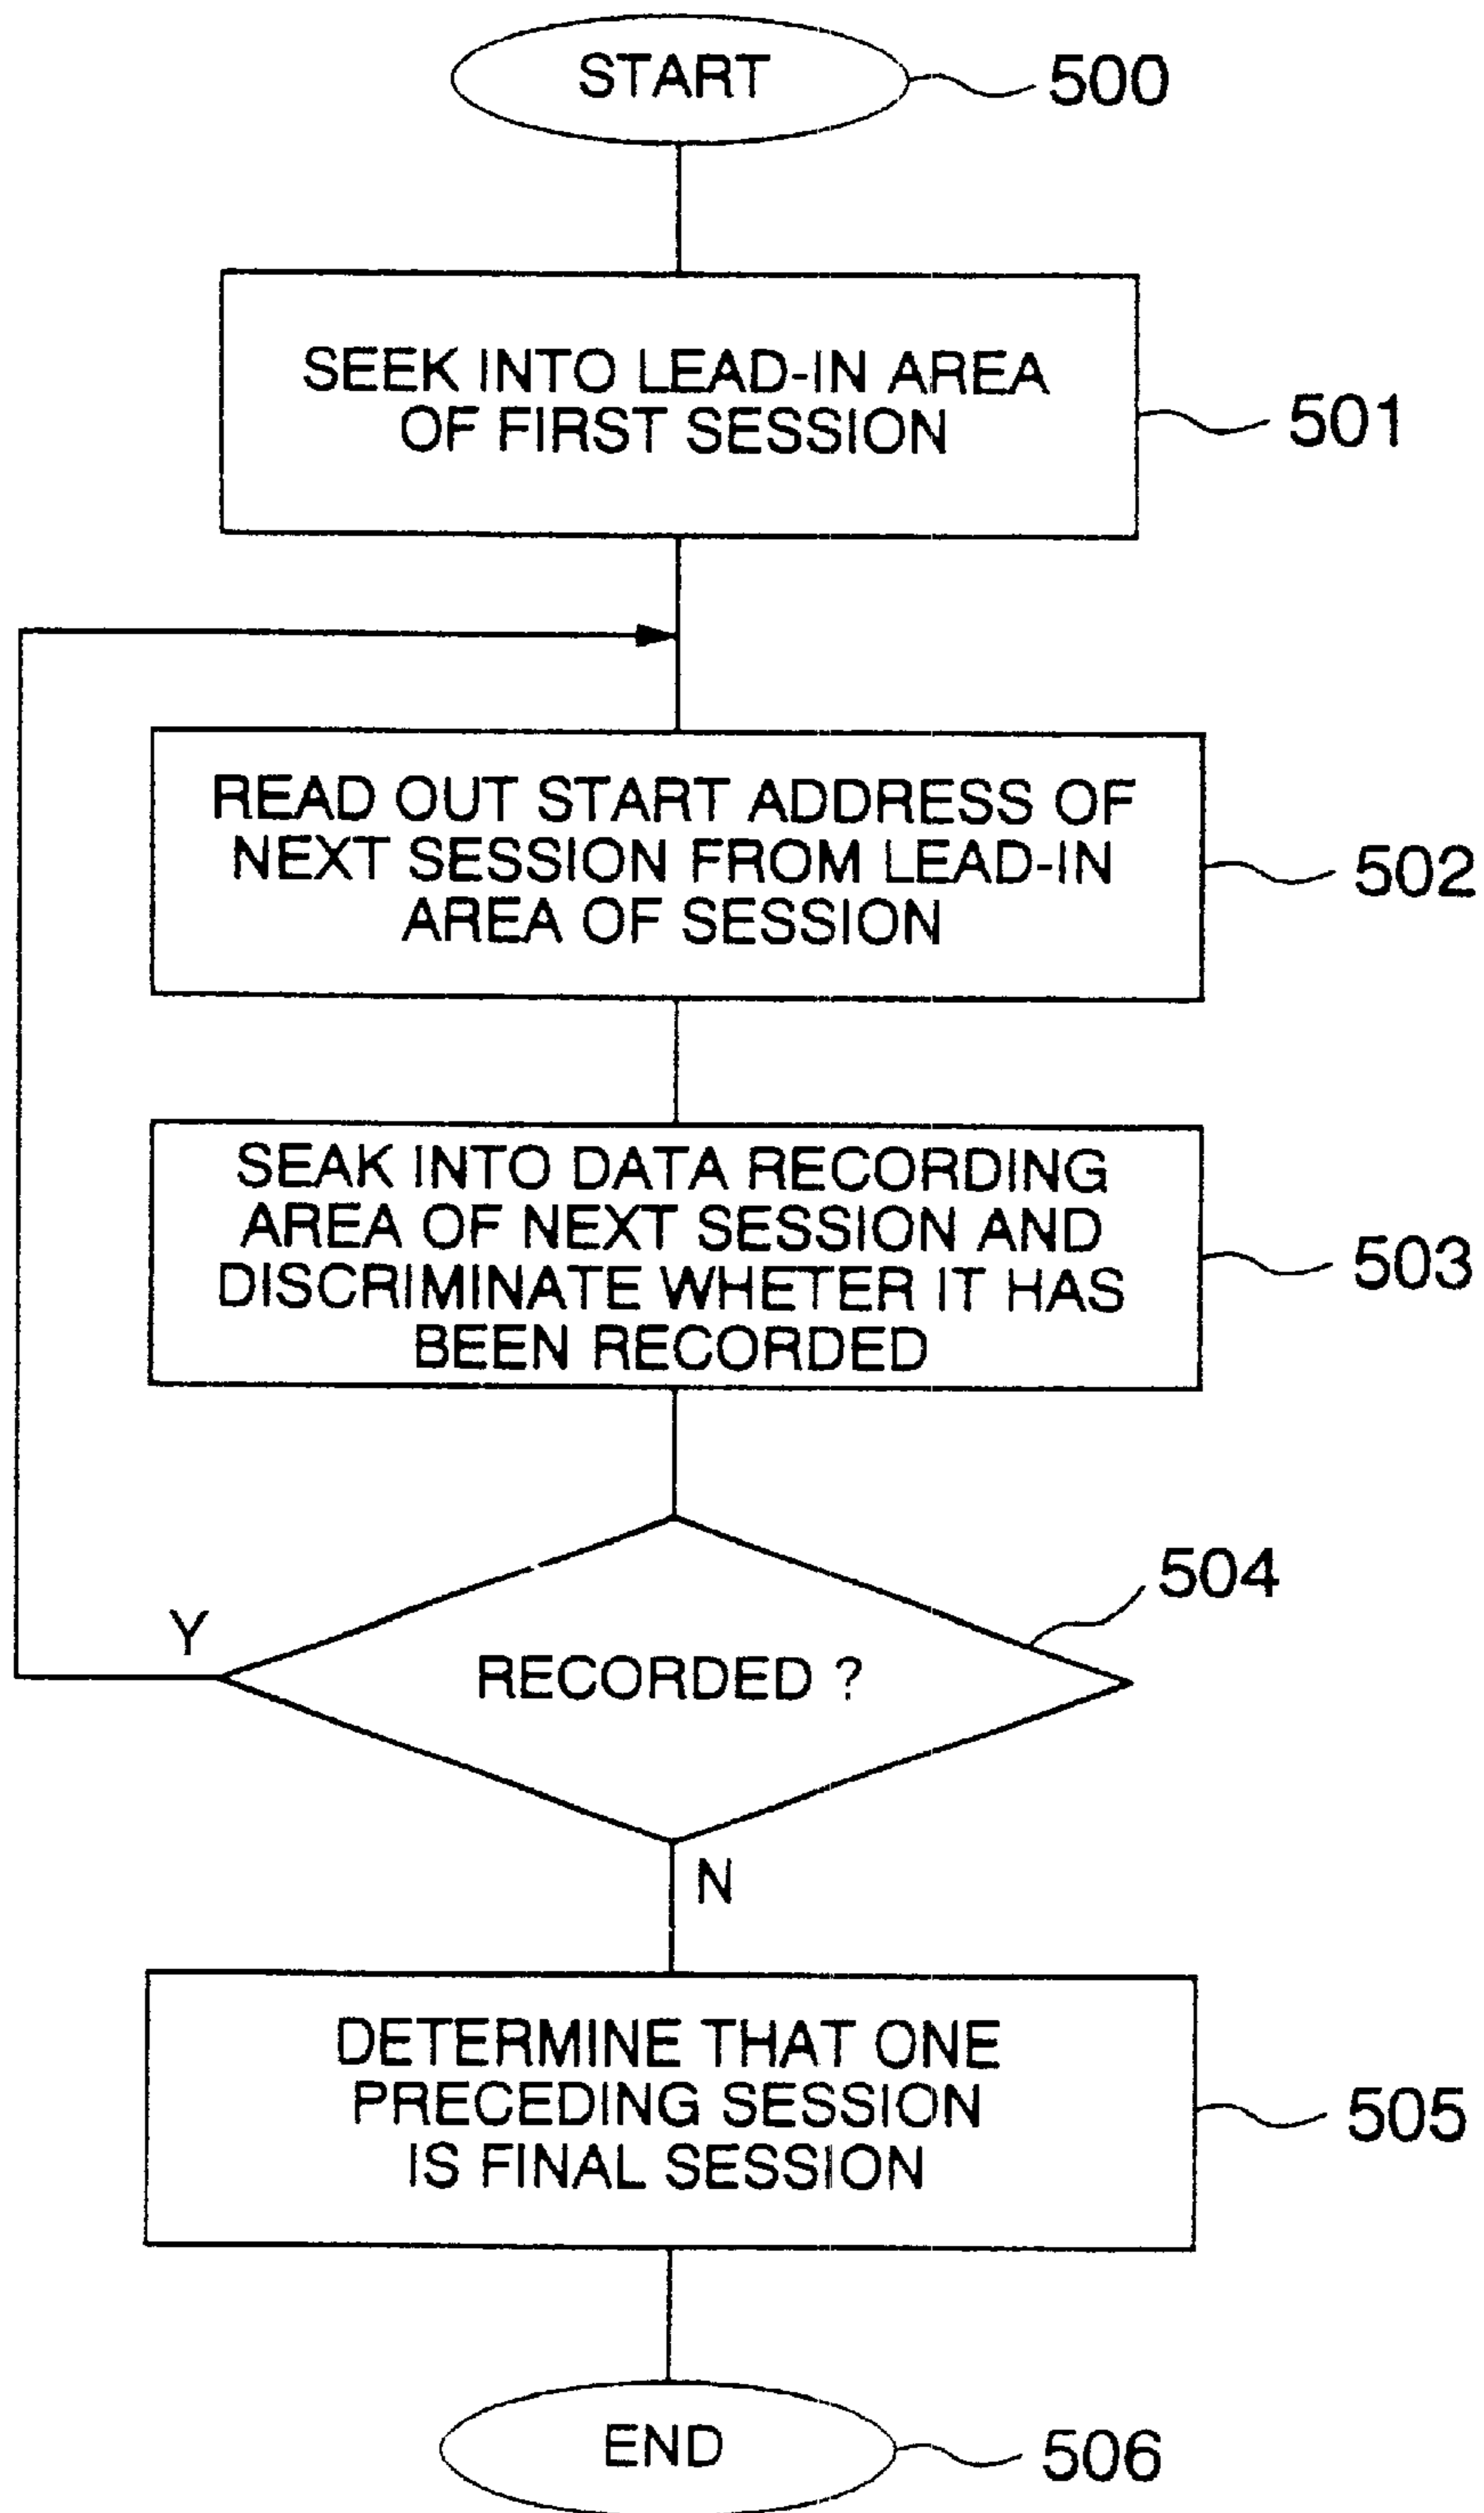 START
500
SEEK INTO LEAD-IN AREA
OF FIRST SESSION
501
READ OUT START ADDRESS OF
NEXT SESSION FROM LEAD-IN
AREA OF SESSION
502
SEAK INTO DATA RECORDING
AREA OF NEXT SESSION AND
DISCRIMINATE WHETER IT HAS
BEEN RECORDED
503
504
Y
RECORDED ?
N
DETERMINE THAT ONE
PRECEDING SESSION
IS FINAL SESSION
505
END
506